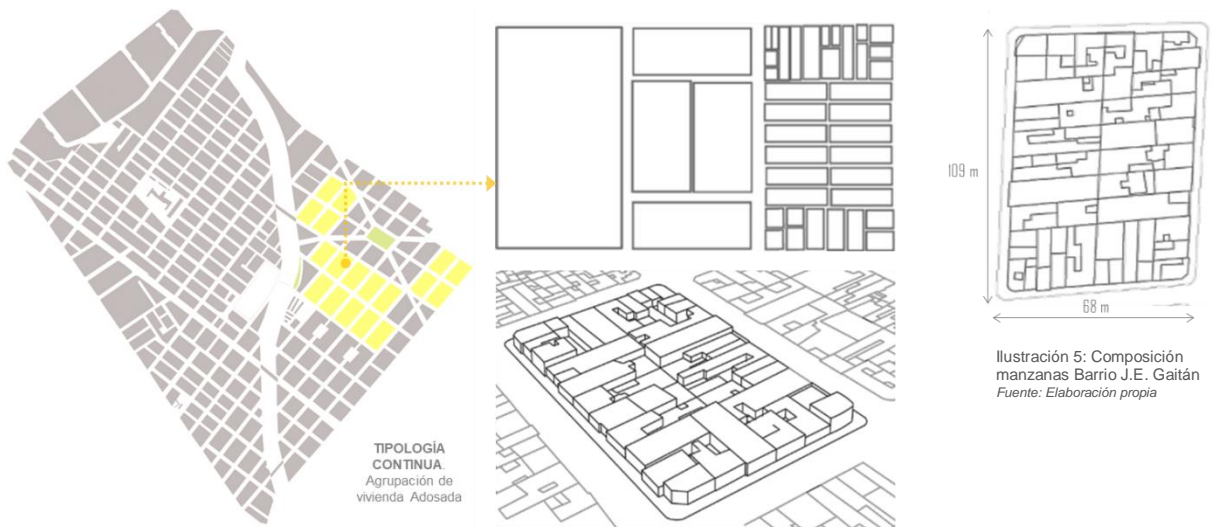 TIPOLOGÍA
CONTINUA.
Agrupación de
vivienda Adosada
109 m
68 m
Ilustración 5: Composición
manzanas Barrio J.E. Gaitán
Fuente: Elaboración propia